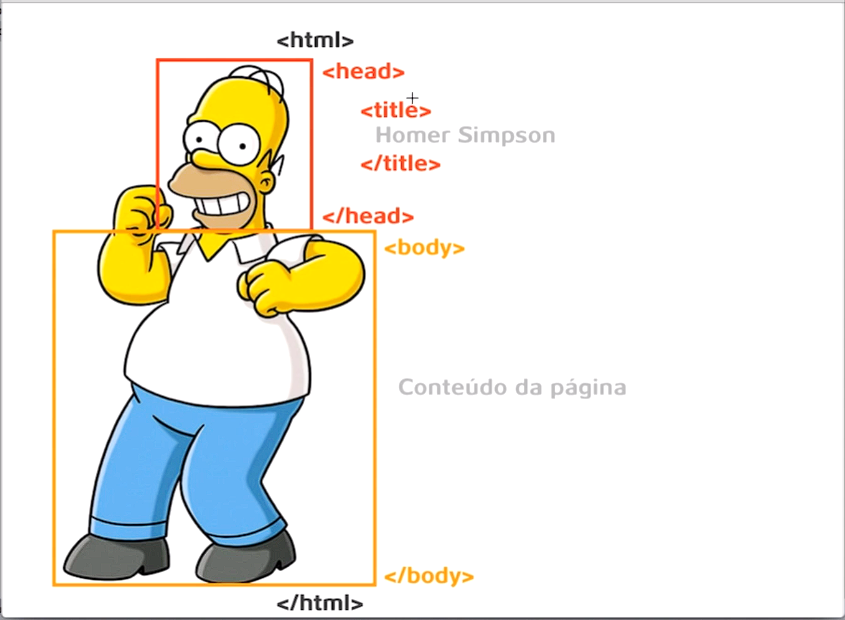 <html>
<head>
<title>
Homer Simpson
</title>
</head>
<body>
Conteúdo da página
</body>
</html>